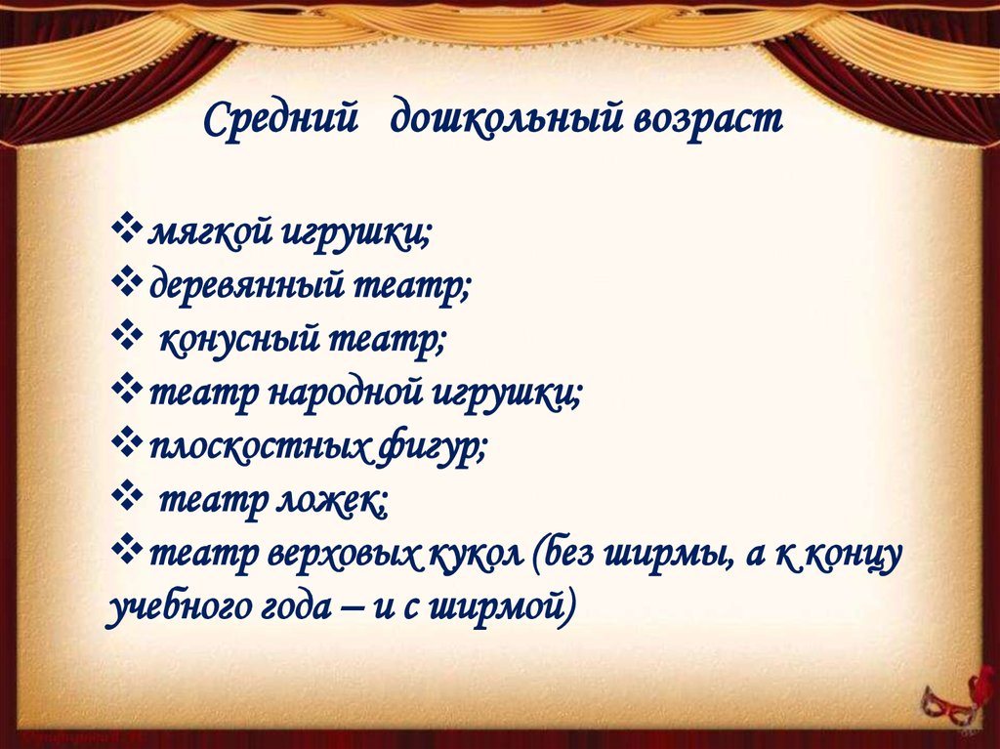 Средний дошкольный возраст
❖мягкой игрушки;
❖деревянный театр;
❖ конусный театр;
❖театр народной игрушки;
❖плоскостных фигур;
❖ театр ложек;
❖театр верховых кукол (без ширмы, а к концу
учебного года – и с ширмой)